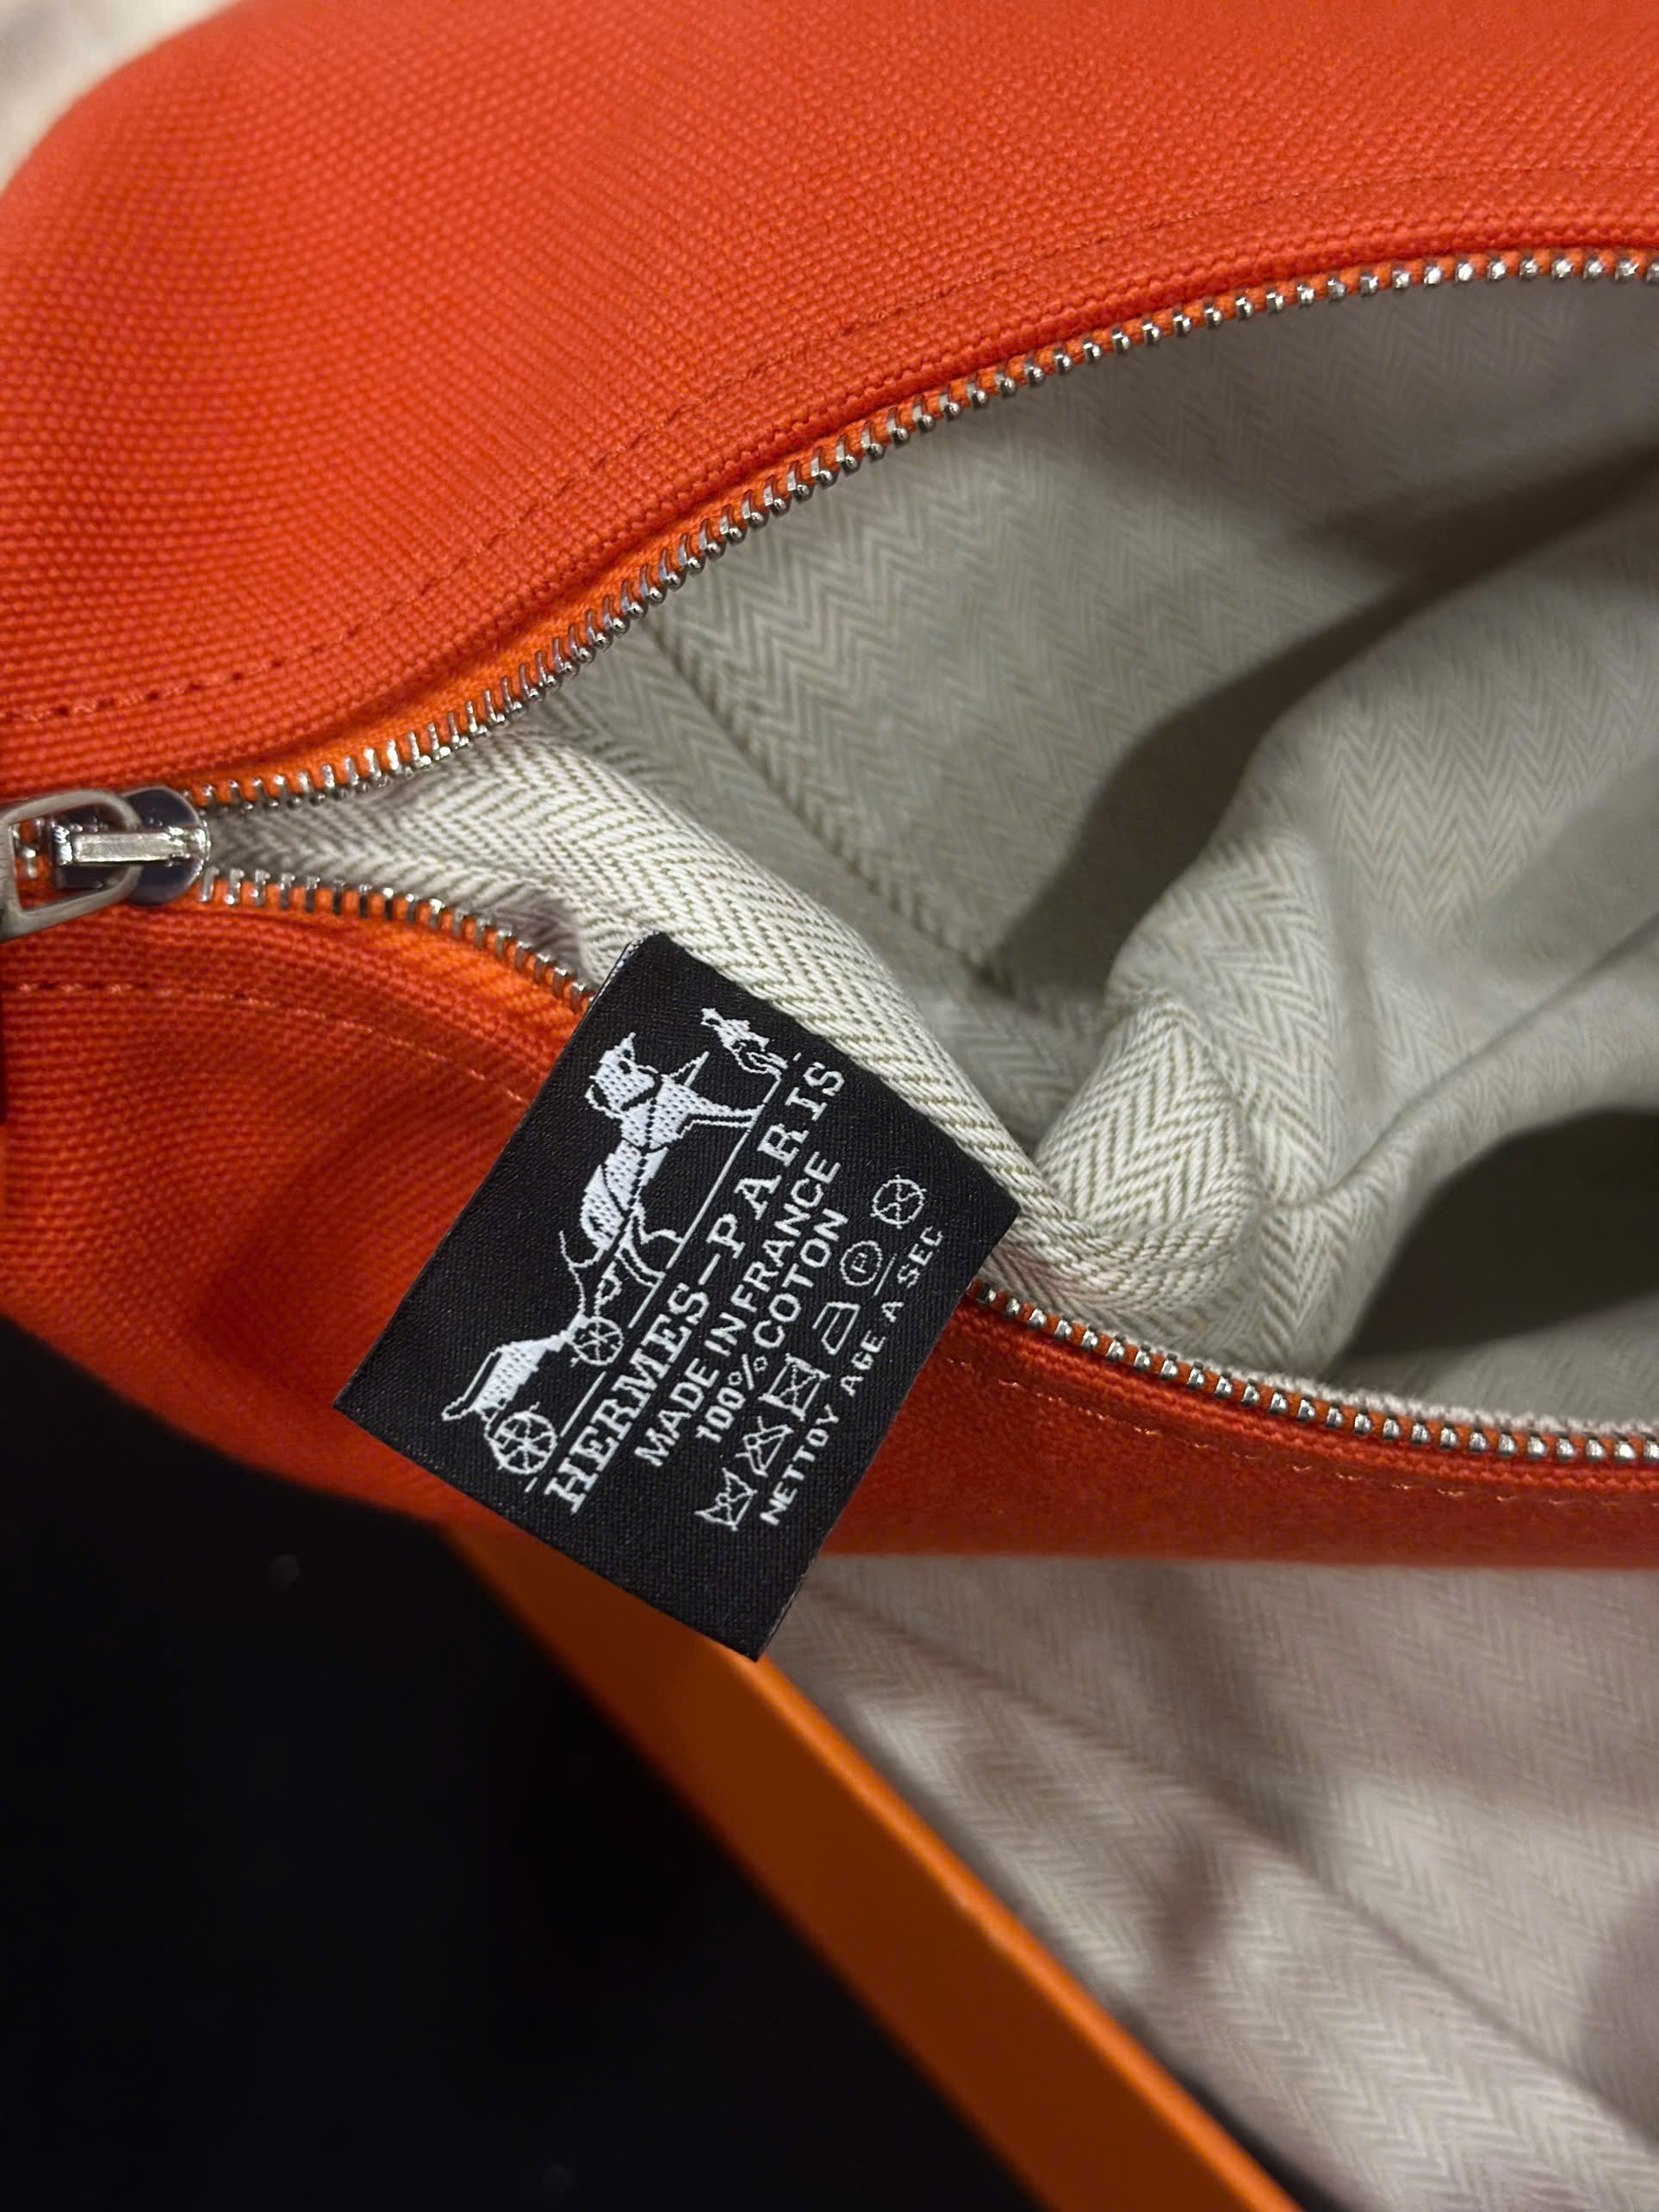 HERMES-PARIS
MADE IN FRANCE
100% COTON
NETTOYAGE A SEC